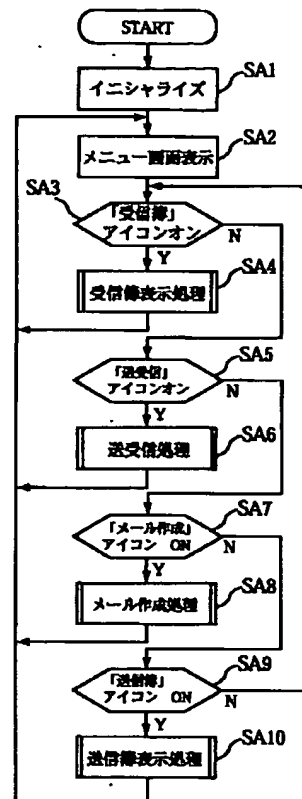 START
イニシャライズ
SA1
メニュー画面表示
SA2
SA3
「受信簿」
アイコンオン
N
Y
SA4
受信簿表示処理
SA5
「送受信」
アイコンオン
N
Y
SA6
送受信処理
SA7
「メール作成」
アイコン ON
N
Y
メール作成処理
SA8
SA9
「送信簿」
アイコン ON
N
Y
送信簿表示処理
SA10